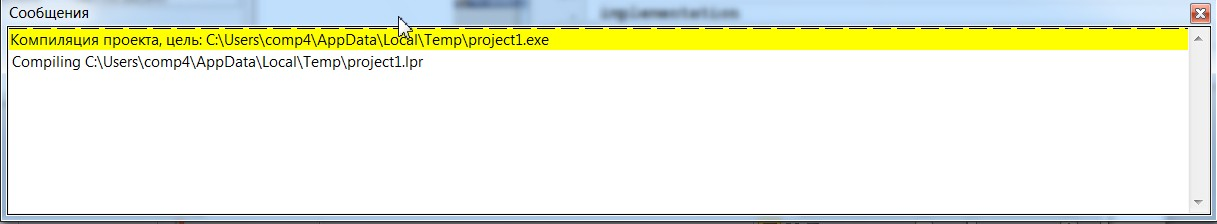 implementation
Сообщения
Компиляция проекта, цель: C:\Users\comp4\AppData\Local\Temp\project1.exe
Compiling C:\Users\comp4\AppData\Local\Temp\project1.lpr